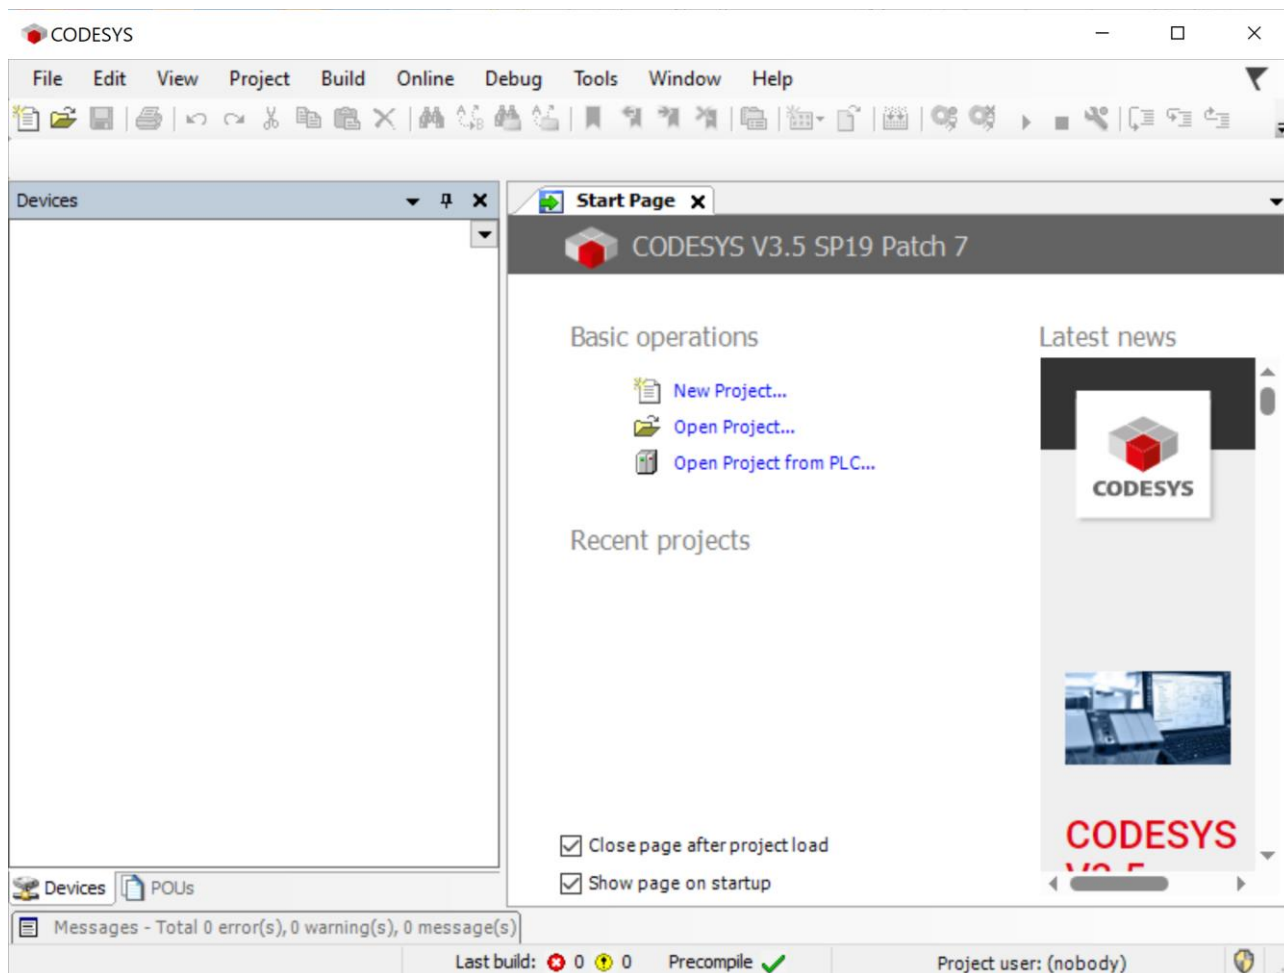 CODESYS
File Edit View Project Build Online Debug Tools Window Help
Devices
Start Page
CODESYS V3.5 SP19 Patch 7
Basic operations
New Project...
Open Project...
Open Project from PLC...
Recent projects
Close page after project load
Show page on startup
Latest news
CODESYS
CODESYS
V3.5
Devices POUs
Messages - Total 0 error(s), 0 warning(s), 0 message(s)
Last build: 0 0 Precompile Project user: (nobody)